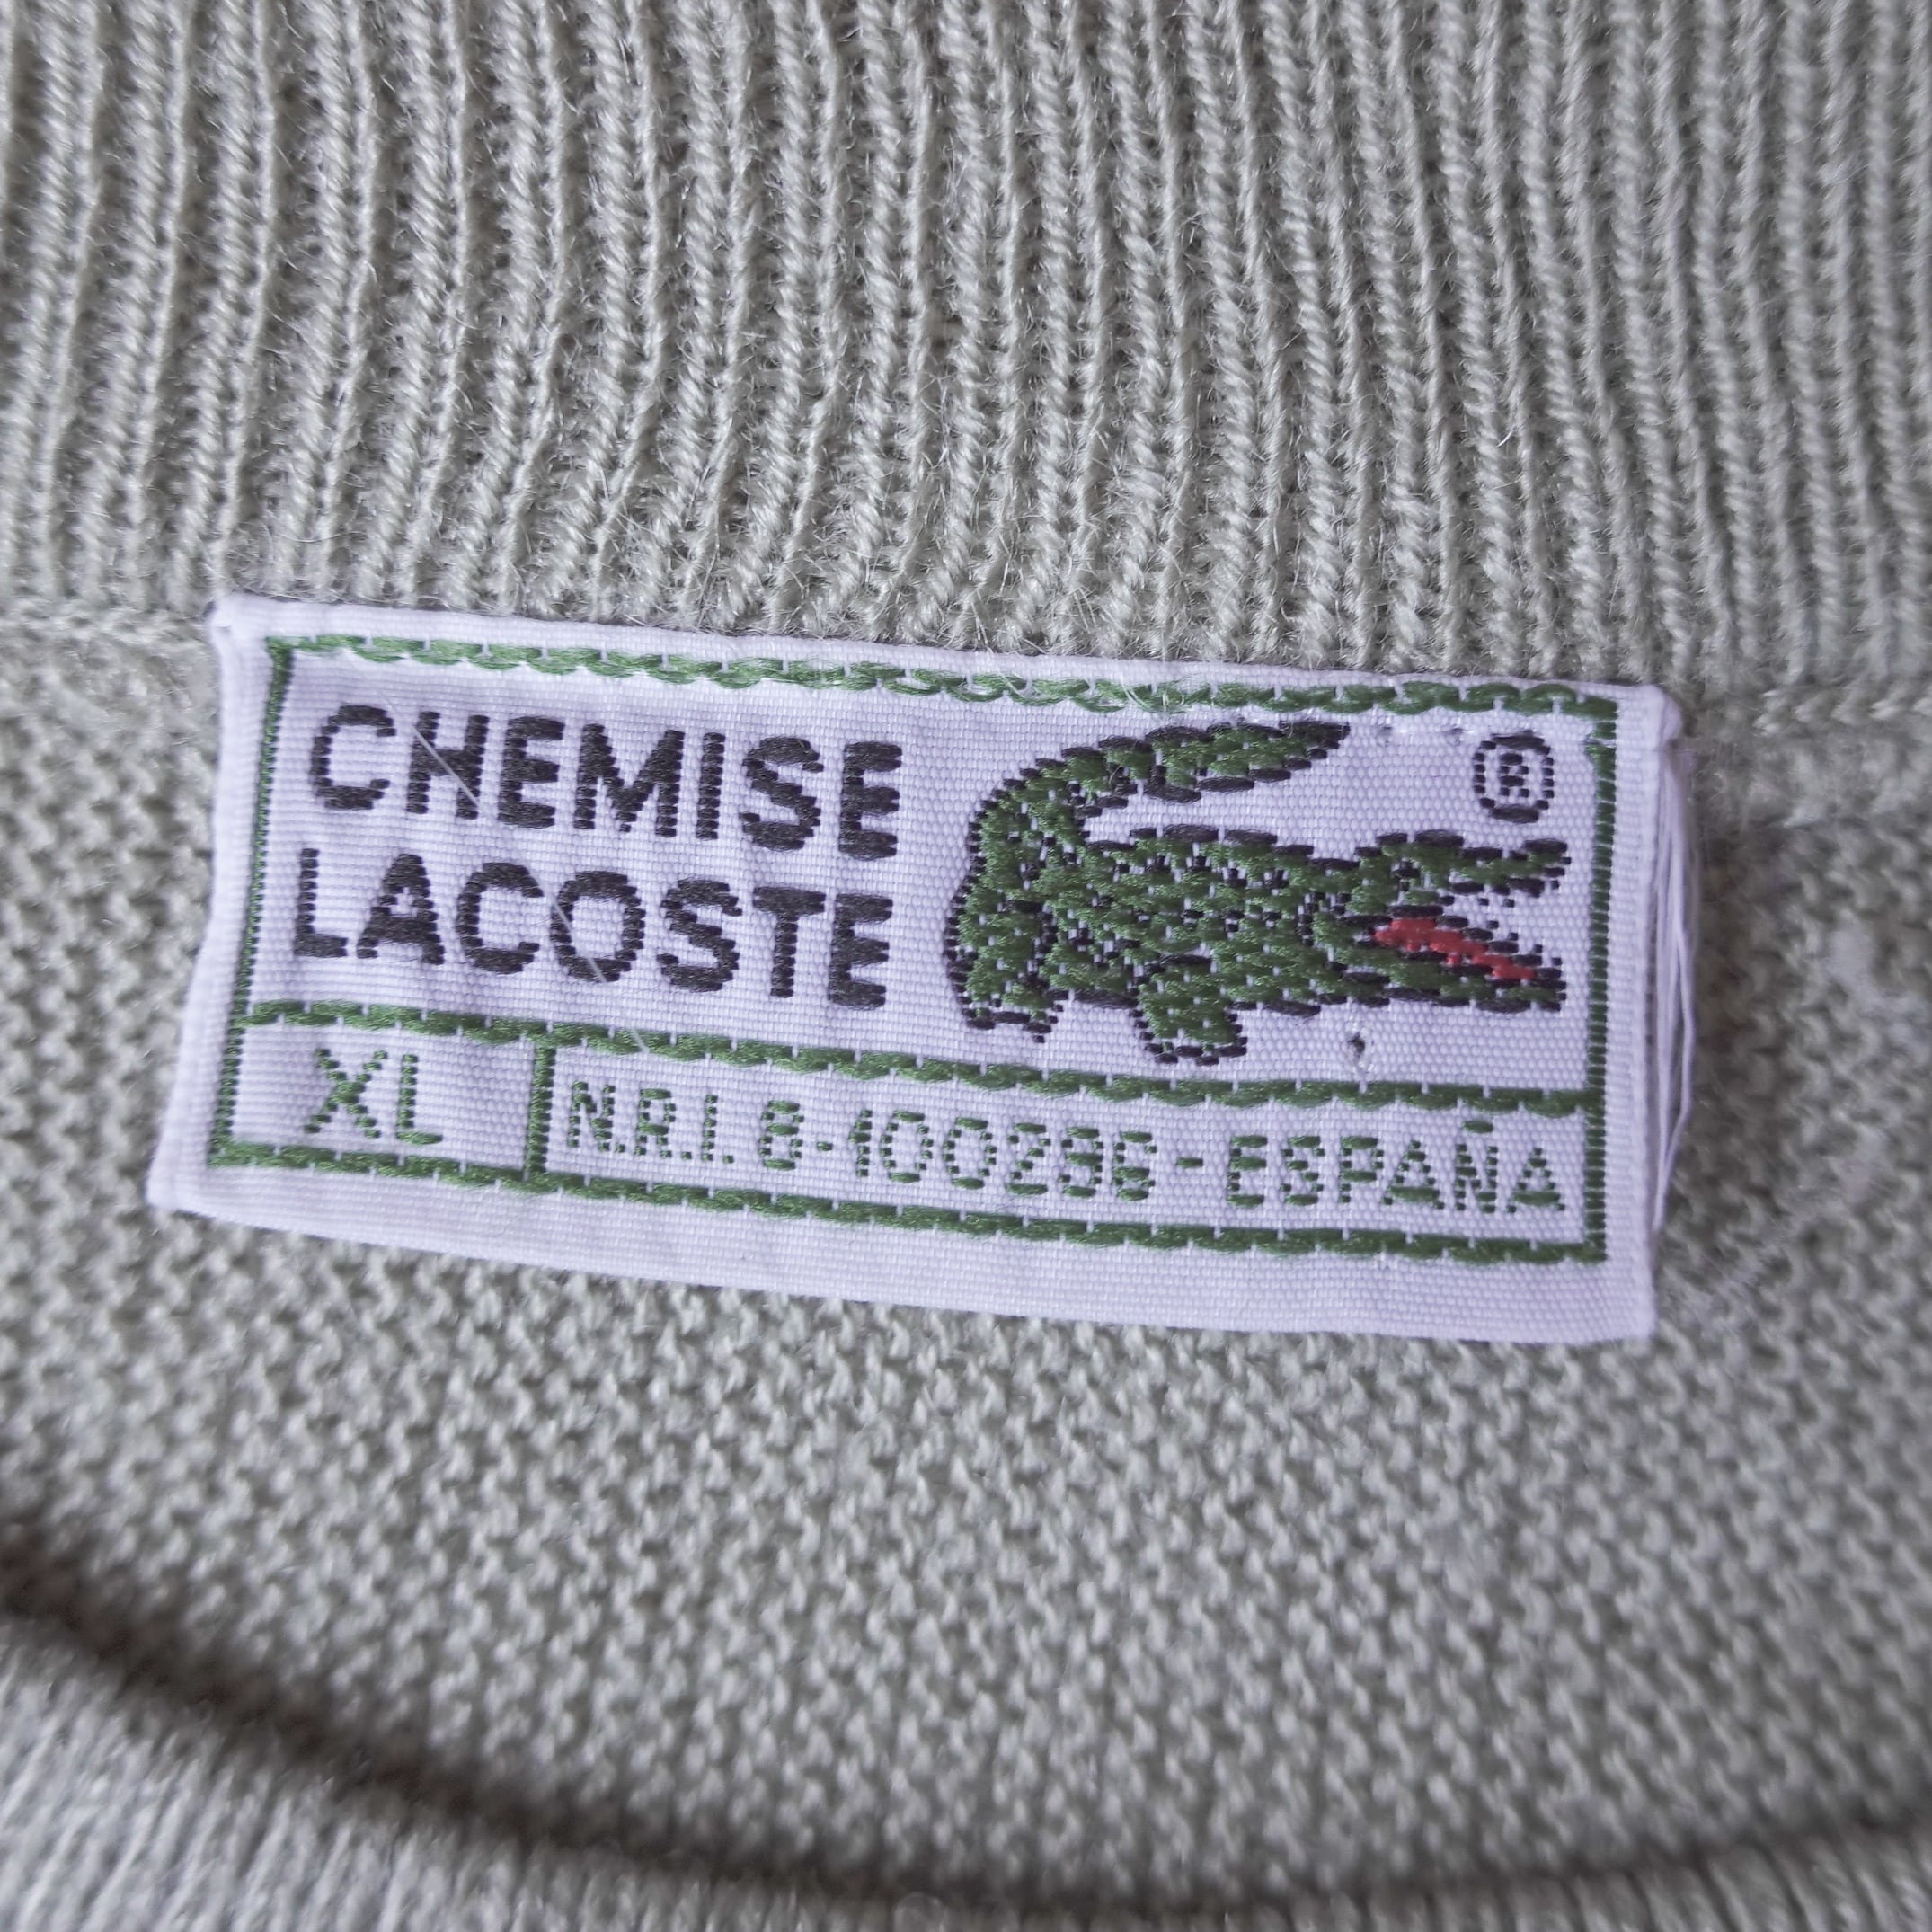 CHEMISE
LACOSTE
®
XL
N.R.I. 8-100296 - ESPAÑA